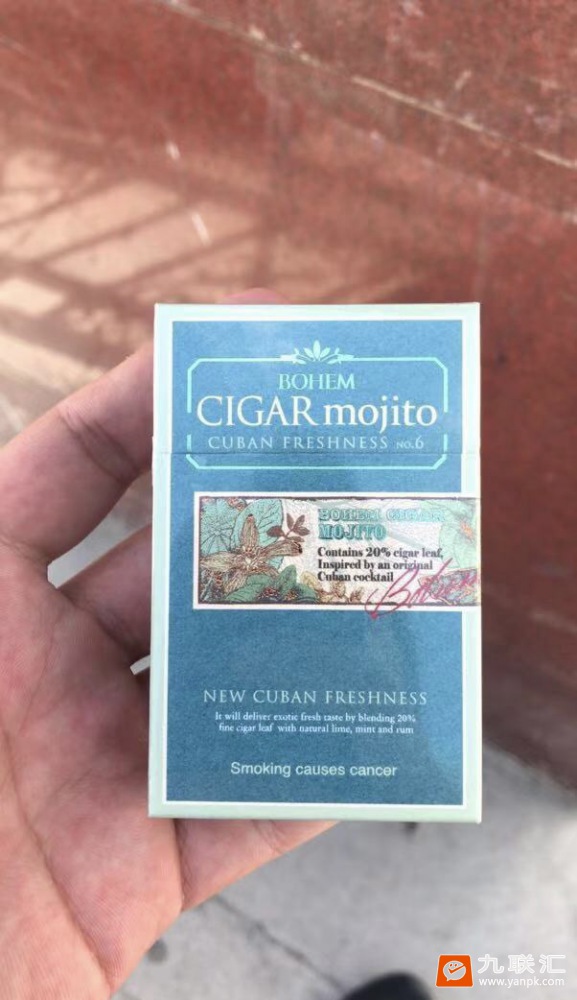 BOHEM
CIGAR mojito
CUBAN FRESHNESS NO.6
BOHEM CIGAR
MOJITO
Contains 20% cigar leaf,
Inspired by an original
Cuban cocktail
Bohem
NEW CUBAN FRESHNESS
It will deliver exotic fresh taste by blending 20%
fine cigar leaf with natural lime, mint and rum
Smoking causes cancer
九联汇
www.yanpk.com